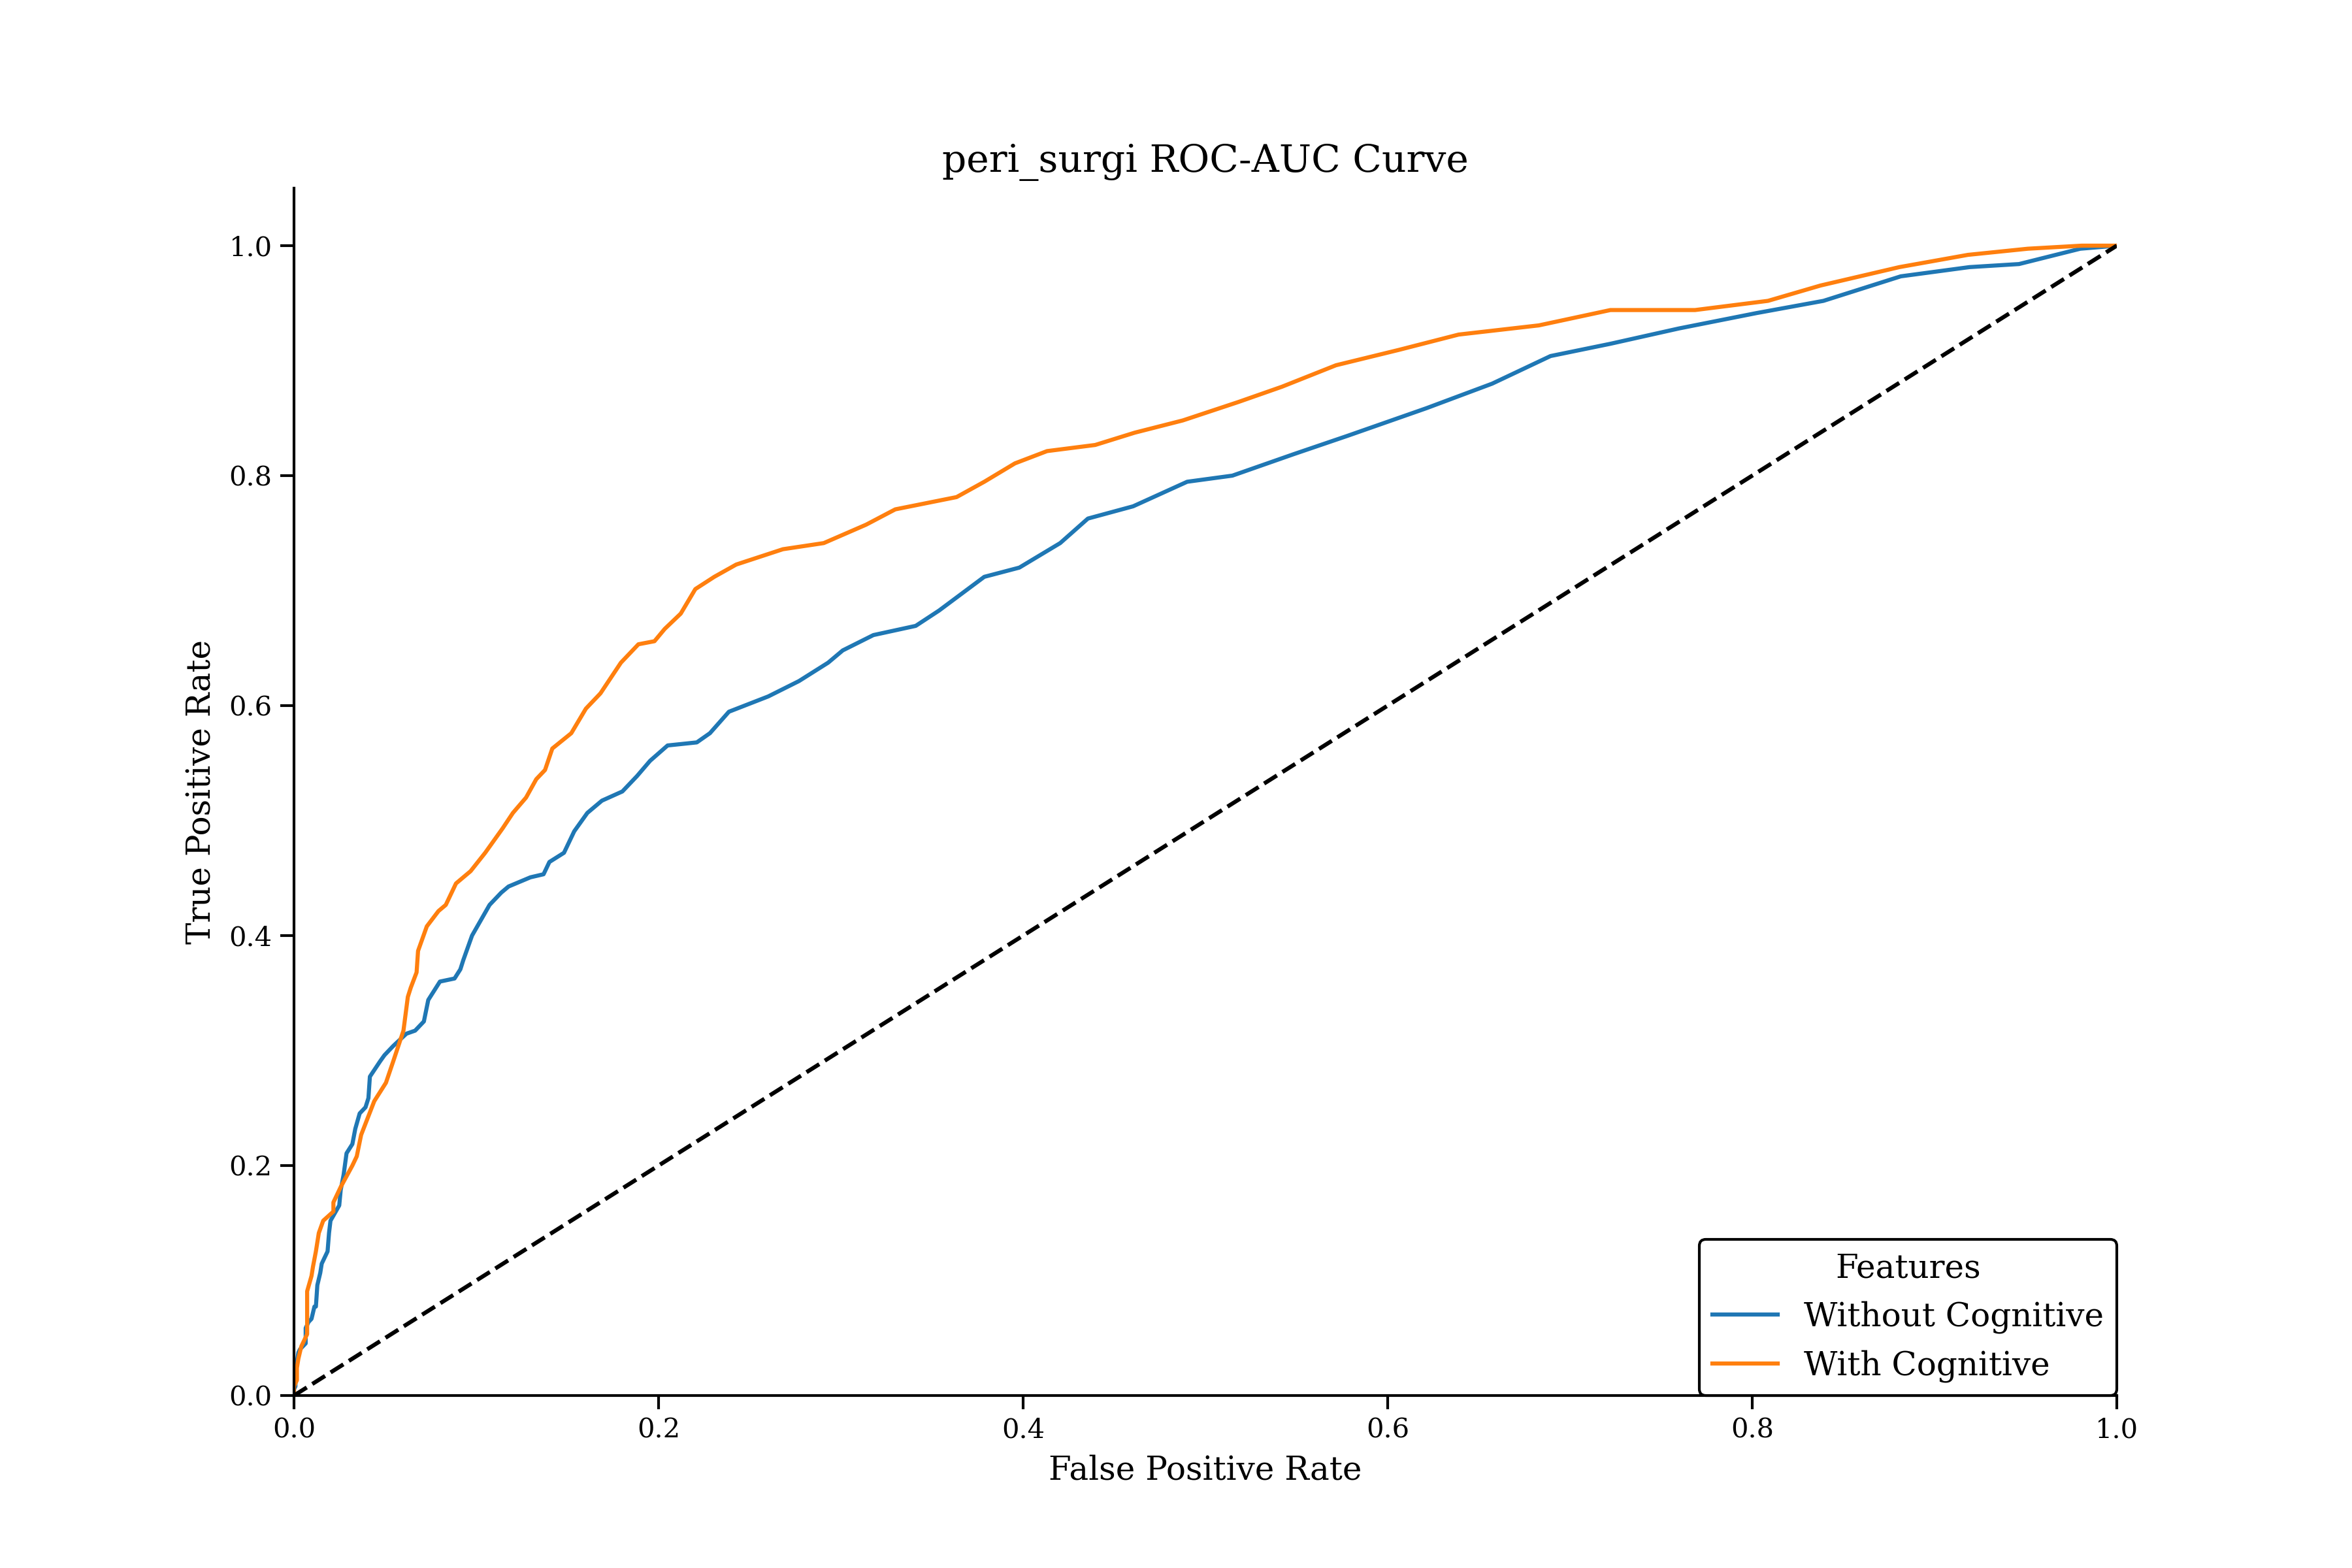 peri_surgi ROC-AUC Curve
1.0
0.8
0.6
0.4
0.2
0.0
True Positive Rate
0.0 0.2 0.4 0.6 0.8 1.0
False Positive Rate
Features
Without Cognitive
With Cognitive